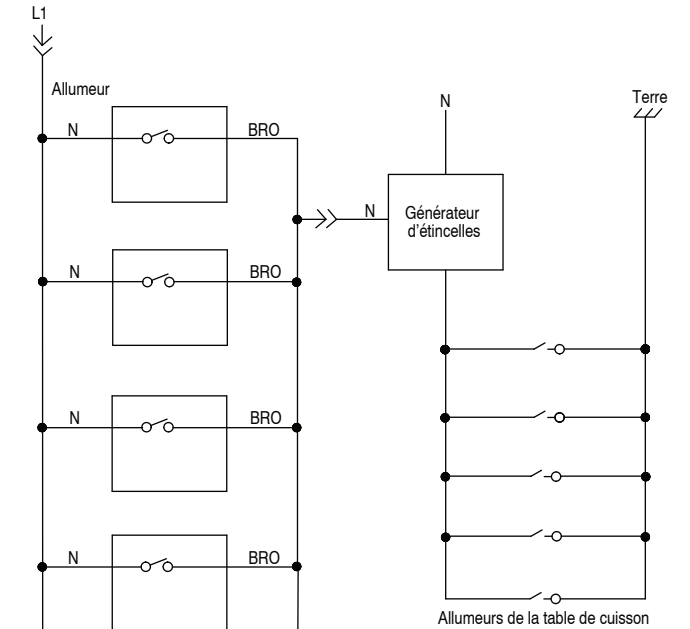 L1
Allumeur
N
BRO
N
Terre
N
Générateur
d'étincelles
N
BRO
N
BRO
N
BRO
Allumeurs de la table de cuisson